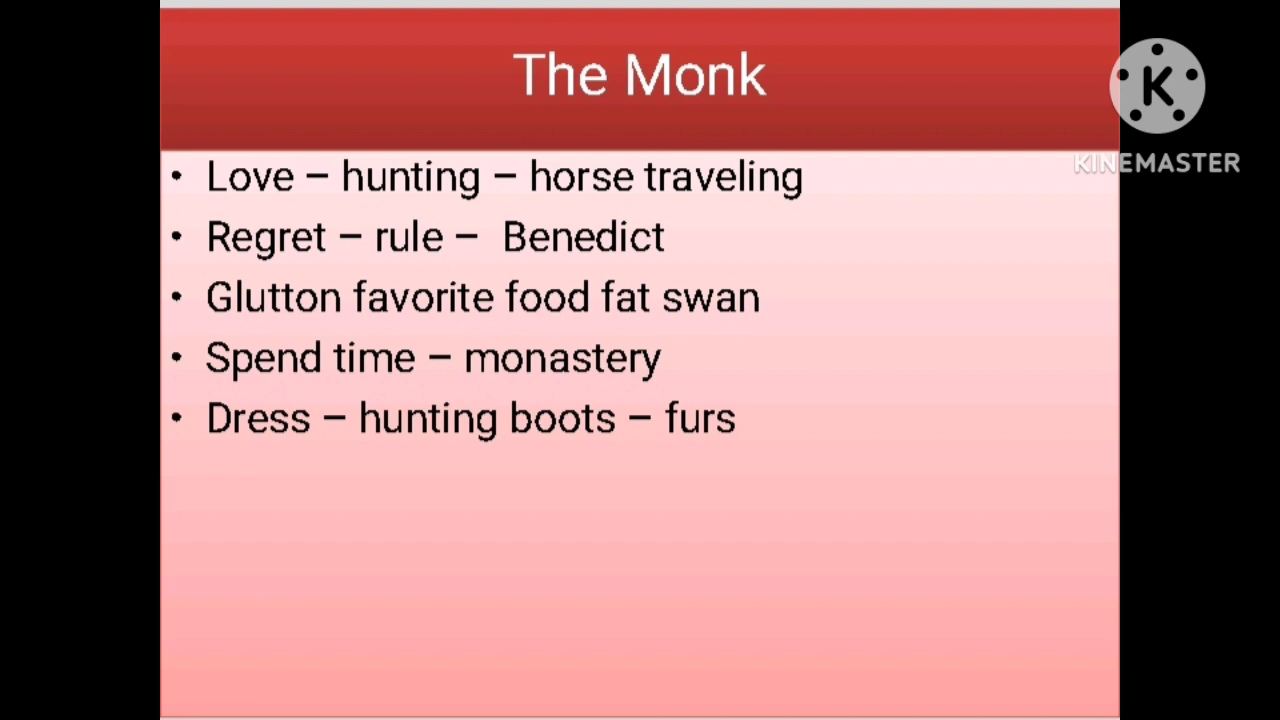 The Monk
K
KINEMASTER
• Love – hunting – horse traveling
• Regret – rule – Benedict
• Glutton favorite food fat swan
• Spend time – monastery
• Dress – hunting boots – furs